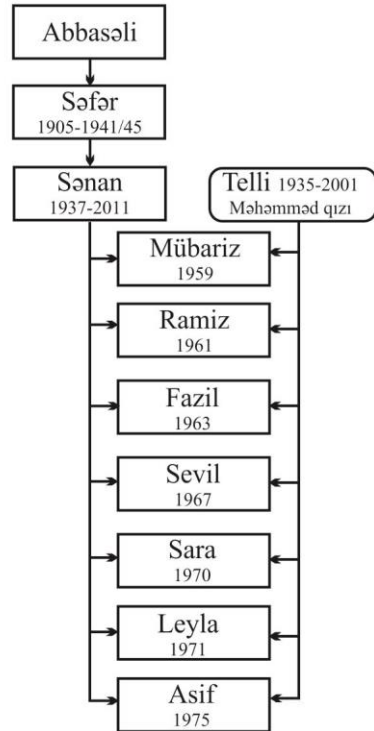 Abbasəli
Səfər
1905-1941/45
Sənan
1937-2011
Telli 1935-2001
Məhəmməd qızı
Mübariz
1959
Ramiz
1961
Fazil
1963
Sevil
1967
Sara
1970
Leyla
1971
Asif
1975